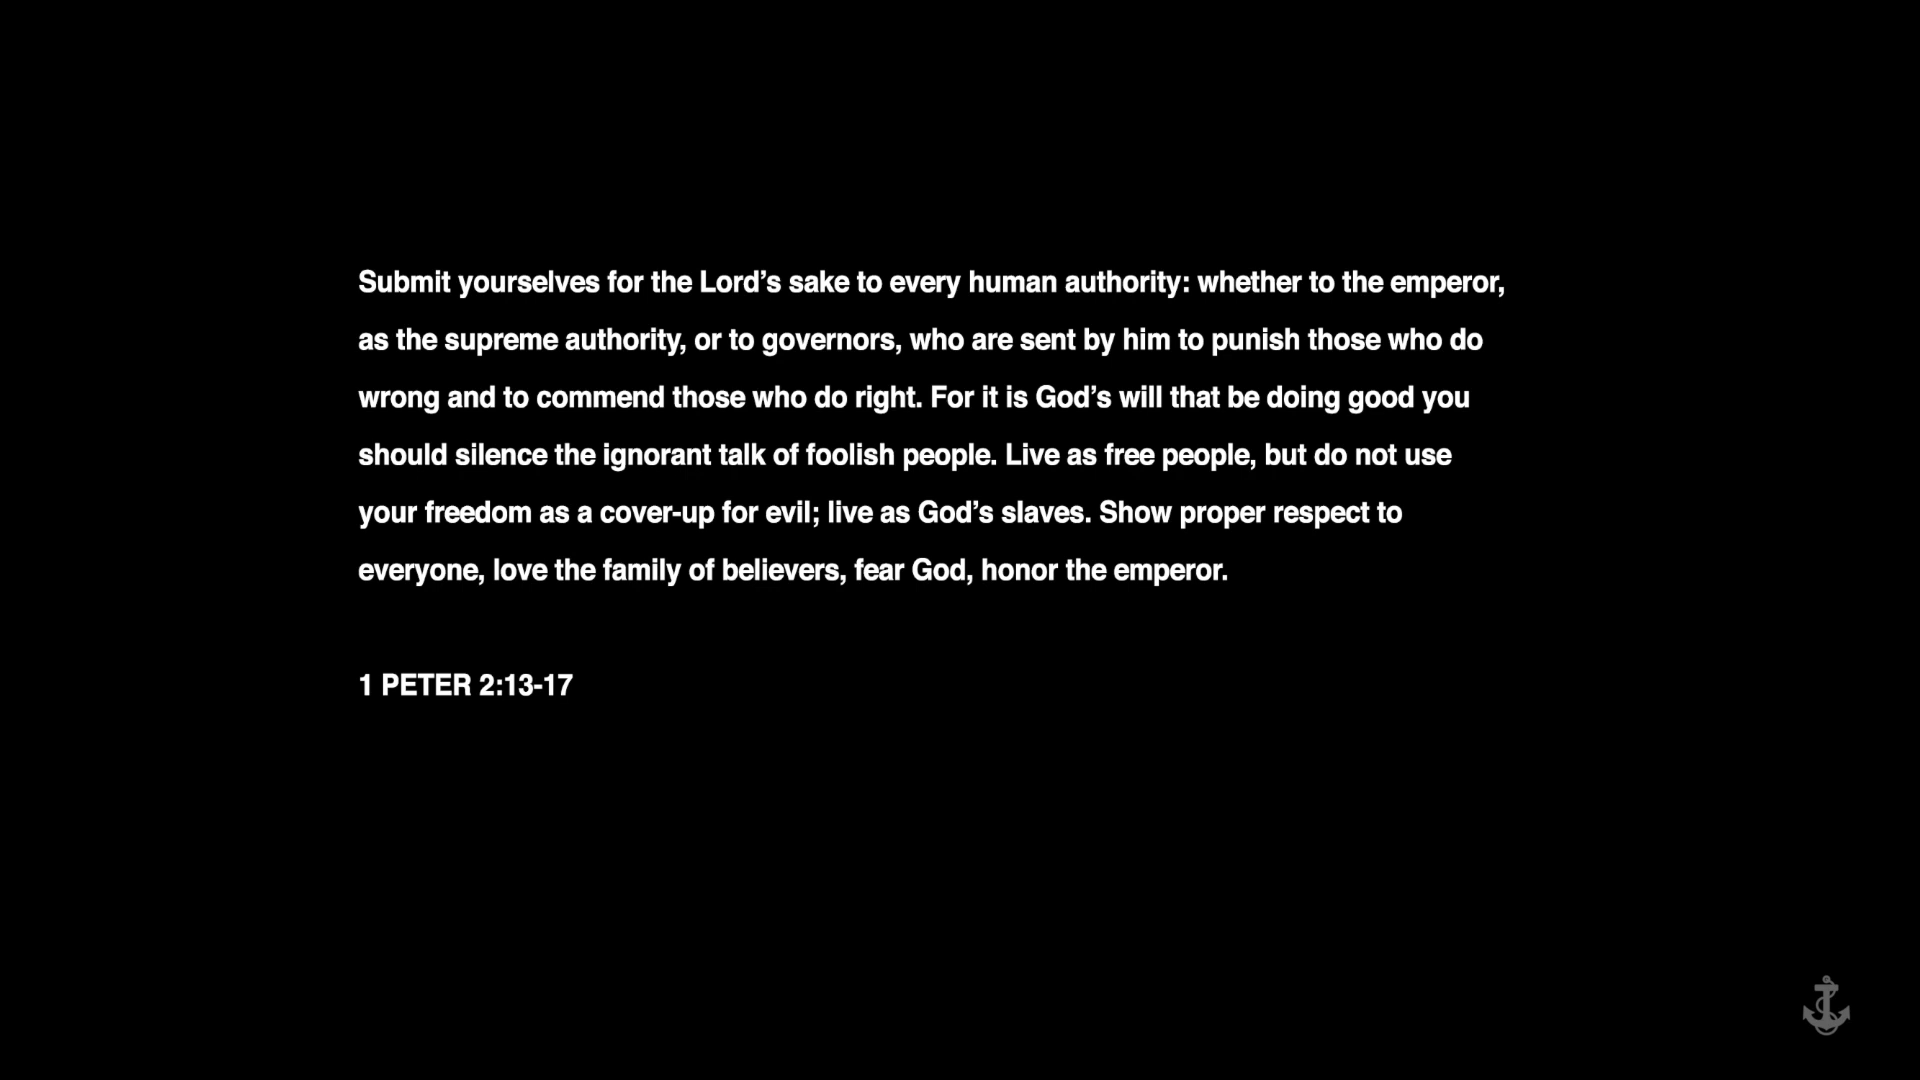 Submit yourselves for the Lord’s sake to every human authority: whether to the emperor,
as the supreme authority, or to governors, who are sent by him to punish those who do
wrong and to commend those who do right. For it is God’s will that be doing good you
should silence the ignorant talk of foolish people. Live as free people, but do not use
your freedom as a cover-up for evil; live as God’s slaves. Show proper respect to
everyone, love the family of believers, fear God, honor the emperor.
1 PETER 2:13-17